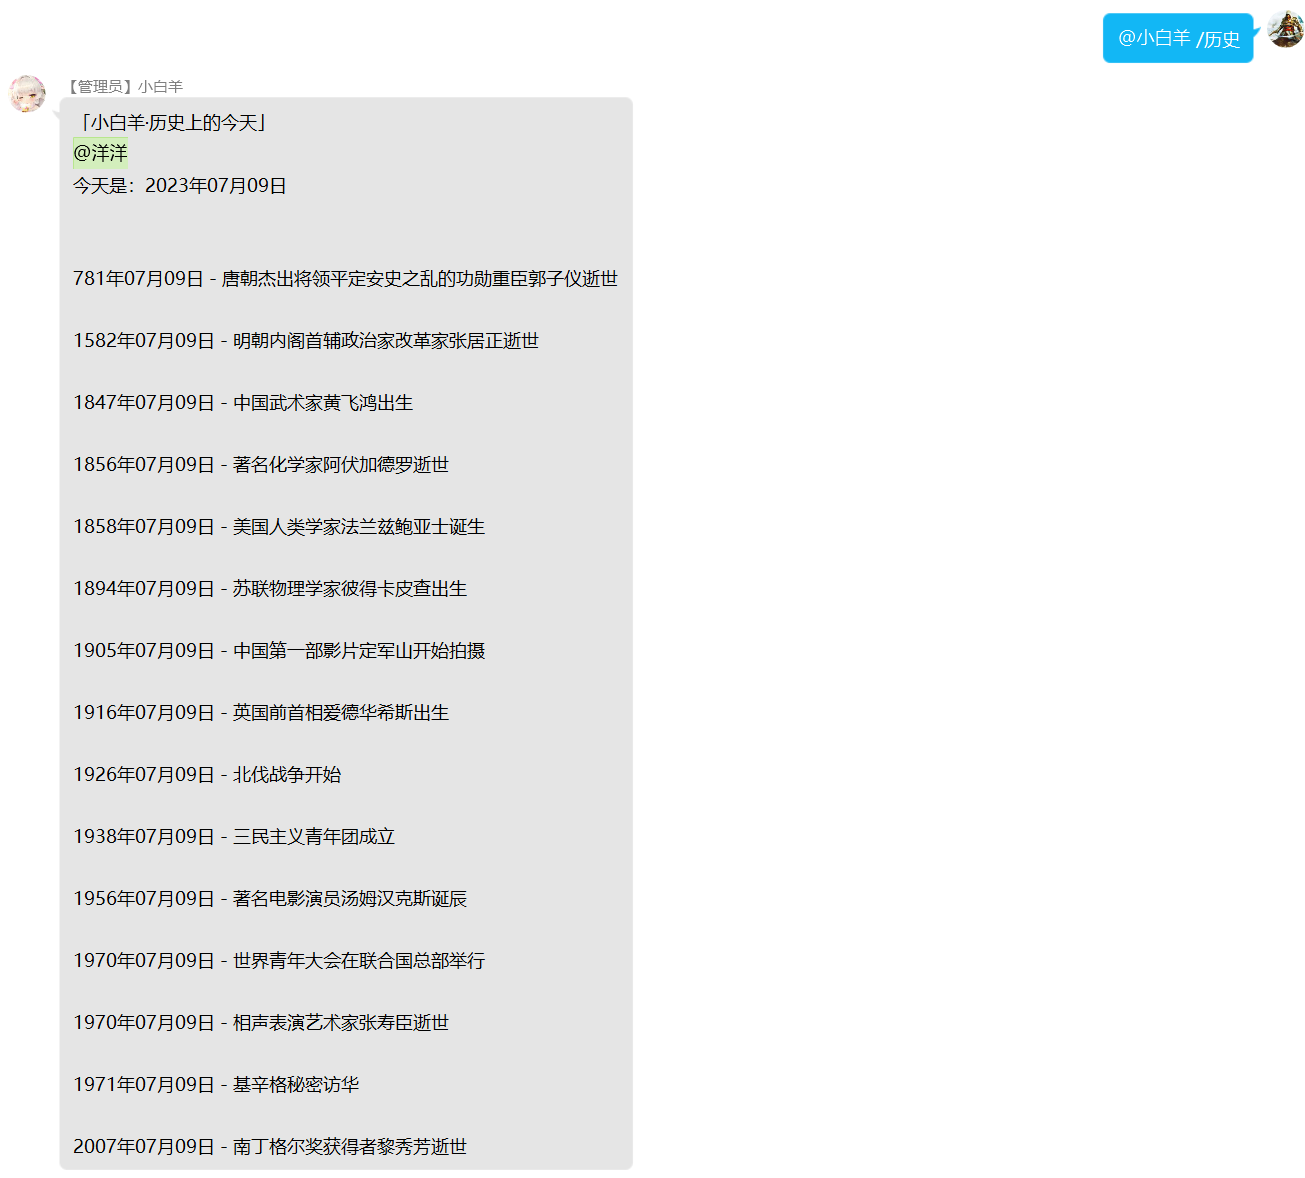 @小白羊 /历史
【管理员】小白羊
「小白羊·历史上的今天」
@洋洋
今天是：2023年07月09日
781年07月09日 - 唐朝杰出将领平定安史之乱的功勋重臣郭子仪逝世
1582年07月09日 - 明朝内阁首辅政治家改革家张居正逝世
1847年07月09日 - 中国武术家黄飞鸿出生
1856年07月09日 - 著名化学家阿伏加德罗逝世
1858年07月09日 - 美国人类学家法兰兹鲍亚士诞生
1894年07月09日 - 苏联物理学家彼得卡皮查出生
1905年07月09日 - 中国第一部影片定军山开始拍摄
1916年07月09日 - 英国前首相爱德华希斯出生
1926年07月09日 - 北伐战争开始
1938年07月09日 - 三民主义青年团成立
1956年07月09日 - 著名电影演员汤姆汉克斯诞辰
1970年07月09日 - 世界青年大会在联合国总部举行
1970年07月09日 - 相声表演艺术家张寿臣逝世
1971年07月09日 - 基辛格秘密访华
2007年07月09日 - 南丁格尔奖获得者黎秀芳逝世